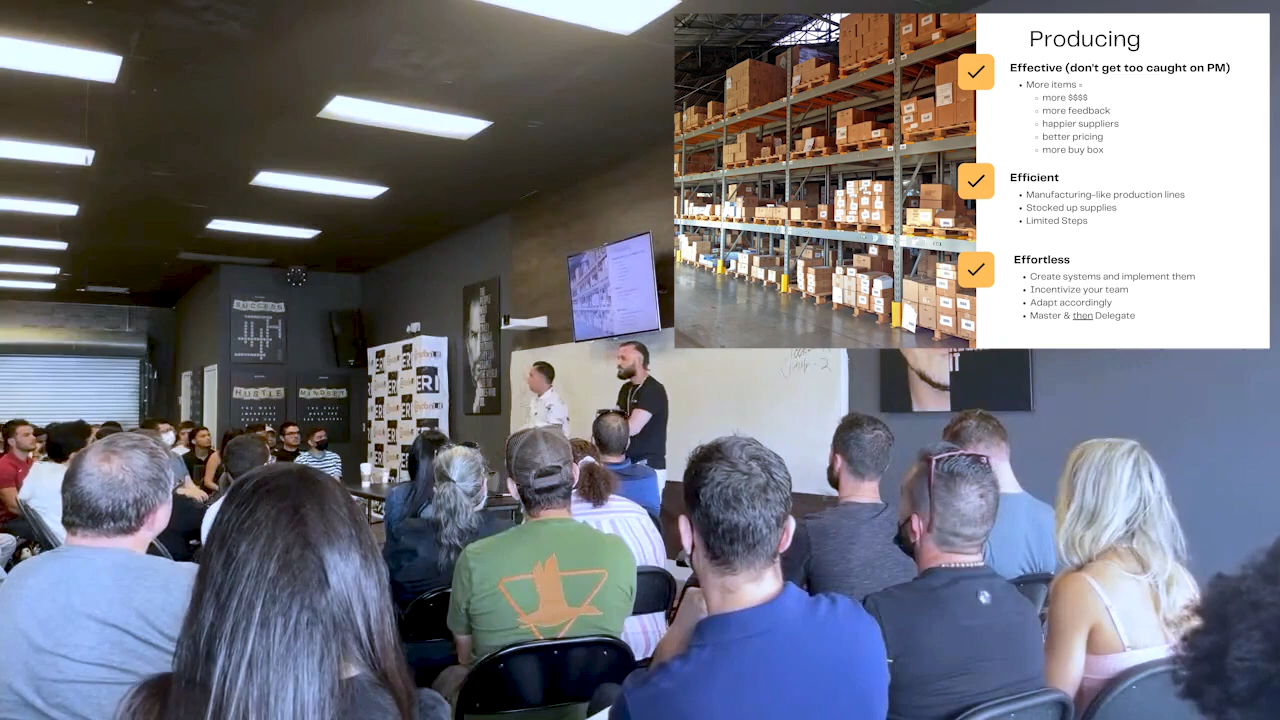 Producing
Effective (don't get too caught on PM)
• More items =
○ more $$$$
○ more feedback
○ happier suppliers
○ better pricing
○ more buy box
Efficient
• Manufacturing-like production lines
• Stocked up supplies
• Limited Steps
Effortless
• Create systems and implement them
• Incentivize your team
• Adapt accordingly
• Master & then Delegate
SUCCESS
HUSTLE
MINDSET
ERI